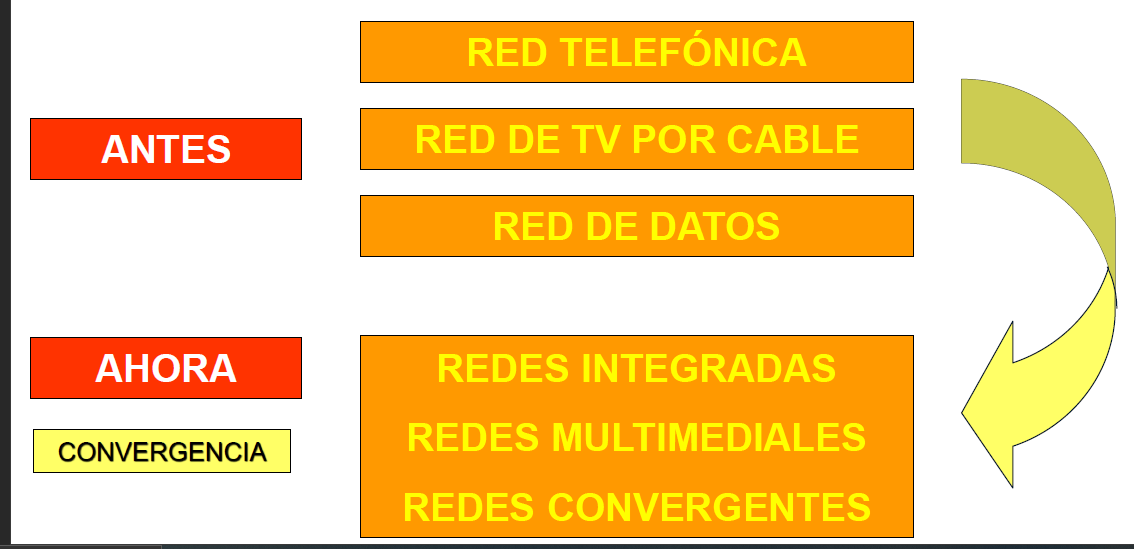 RED TELEFÓNICA
ANTES
RED DE TV POR CABLE
RED DE DATOS
AHORA
REDES INTEGRADAS
CONVERGENCIA
REDES MULTIMEDIALES
REDES CONVERGENTES